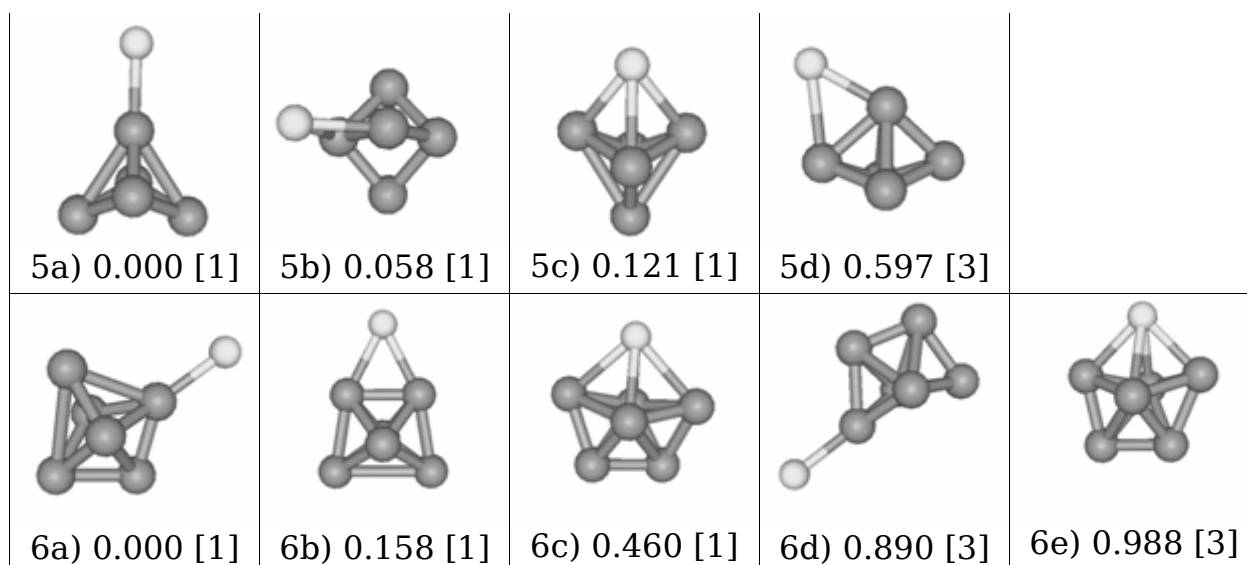 5a) 0.000 [1]
5b) 0.058 [1]
5c) 0.121 [1]
5d) 0.597 [3]
6a) 0.000 [1]
6b) 0.158 [1]
6c) 0.460 [1]
6d) 0.890 [3]
6e) 0.988 [3]